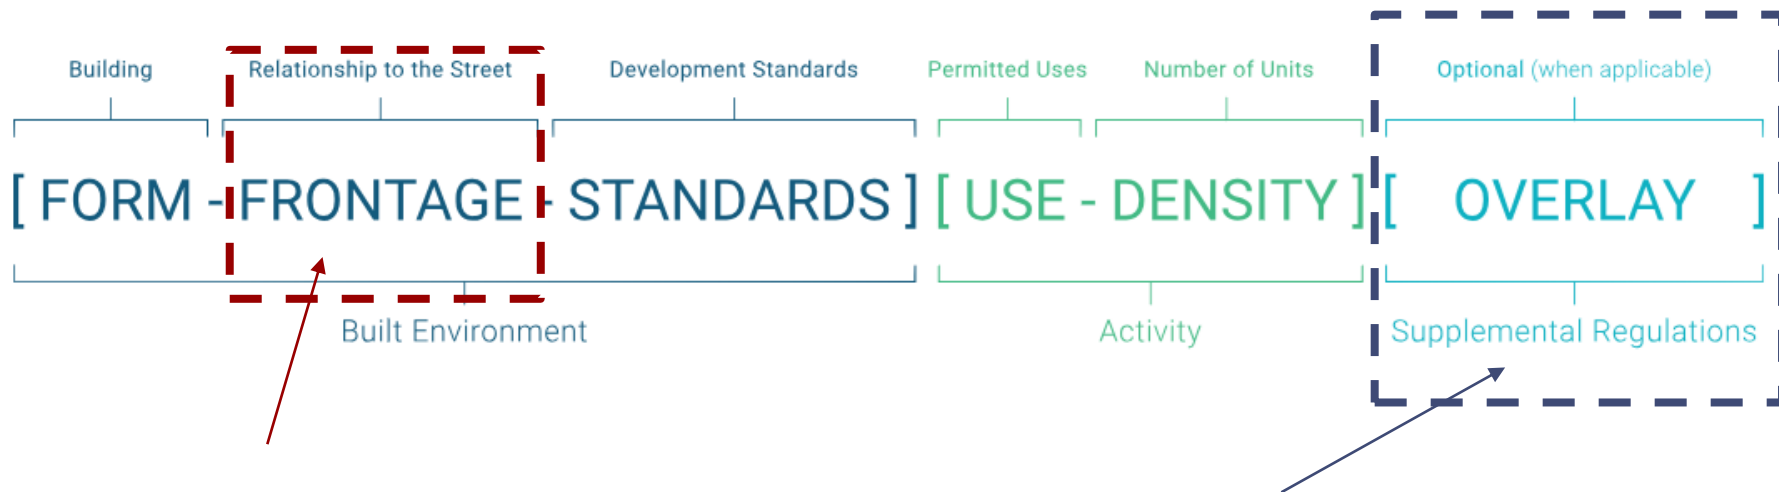 Building Relationship to the Street Development Standards Permitted Uses Number of Units Optional (when applicable)
[ FORM - FRONTAGE - STANDARDS ] [ USE - DENSITY ] [ OVERLAY ]
Built Environment Activity Supplemental Regulations